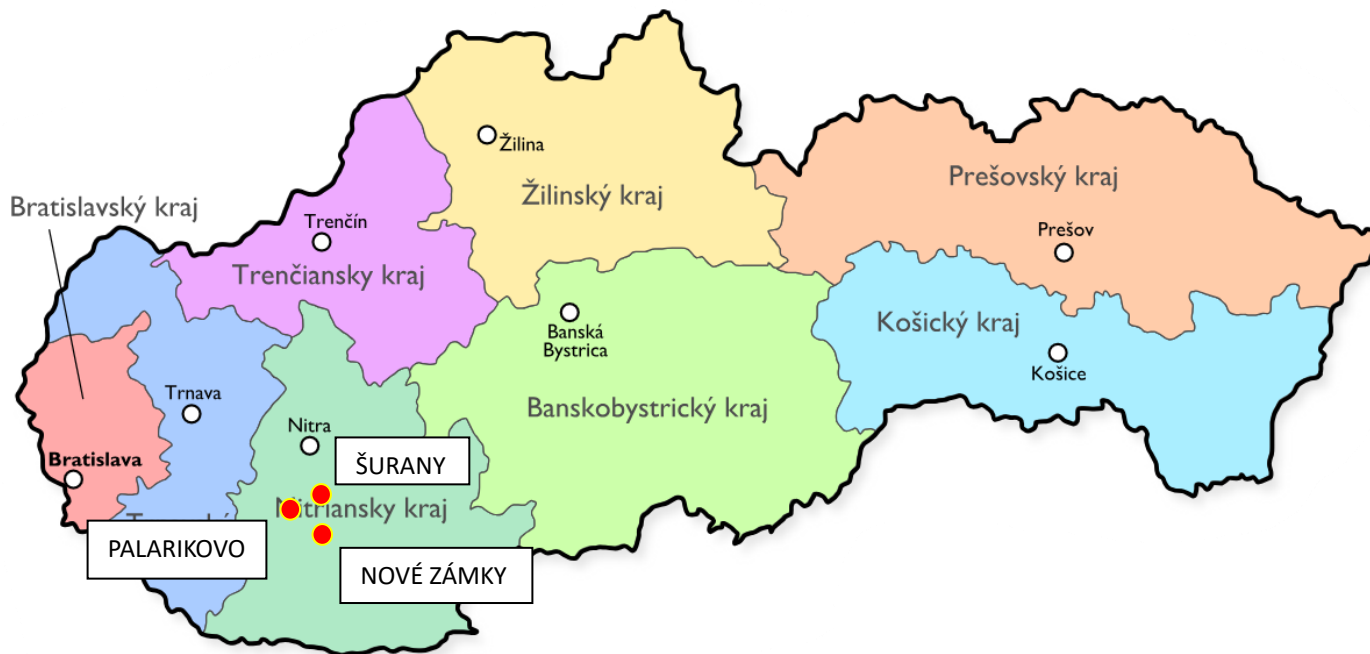 Žilina
Žilinský kraj
Prešovský kraj
Bratislavský kraj
Trenčín
Prešov
Trenčiansky kraj
Košický kraj
Banská
Bystrica
Košice
Trnava
Banskobystrický kraj
Nitra
Bratislava
ŠURANY
Nitriansky kraj
PALARIKOVO
NOVÉ ZÁMKY